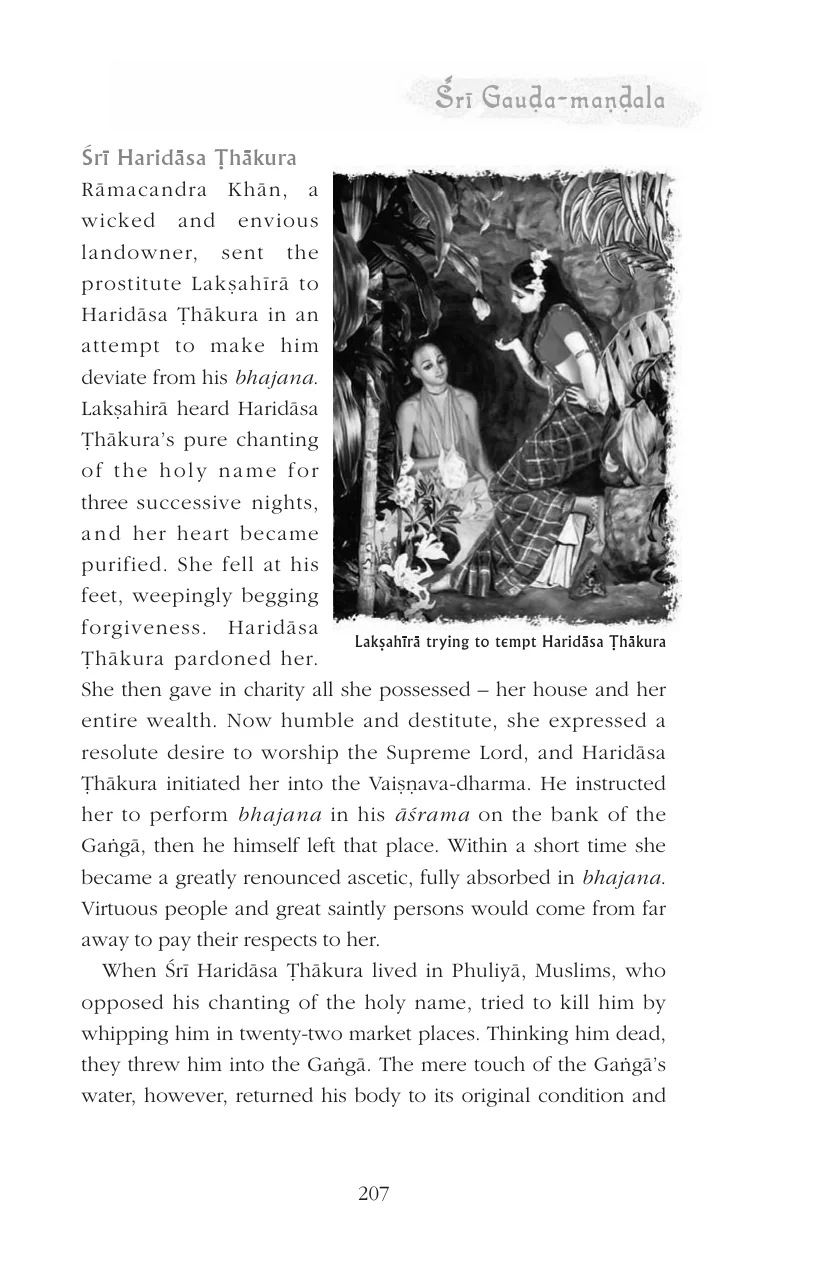 Śrī Gauḍa-maṇḍala
Śrī Haridāsa Ṭhākura
Rāmacandra Khān, a
wicked and envious
landowner, sent the
prostitute Lakṣahīrā to
Haridāsa Ṭhākura in an
attempt to make him
deviate from his bhajana.
Lakṣahirā heard Haridāsa
Ṭhākura’s pure chanting
of the holy name for
three successive nights,
and her heart became
purified. She fell at his
feet, weepingly begging
forgiveness. Haridāsa
Ṭhākura pardoned her.
Lakṣahīrā trying to tempt Haridāsa Ṭhākura
She then gave in charity all she possessed – her house and her
entire wealth. Now humble and destitute, she expressed a
resolute desire to worship the Supreme Lord, and Haridāsa
Ṭhākura initiated her into the Vaiṣṇava-dharma. He instructed
her to perform bhajana in his āśrama on the bank of the
Gaṅgā, then he himself left that place. Within a short time she
became a greatly renounced ascetic, fully absorbed in bhajana.
Virtuous people and great saintly persons would come from far
away to pay their respects to her.
When Śrī Haridāsa Ṭhākura lived in Phuliyā, Muslims, who
opposed his chanting of the holy name, tried to kill him by
whipping him in twenty-two market places. Thinking him dead,
they threw him into the Gaṅgā. The mere touch of the Gaṅgā’s
water, however, returned his body to its original condition and
207